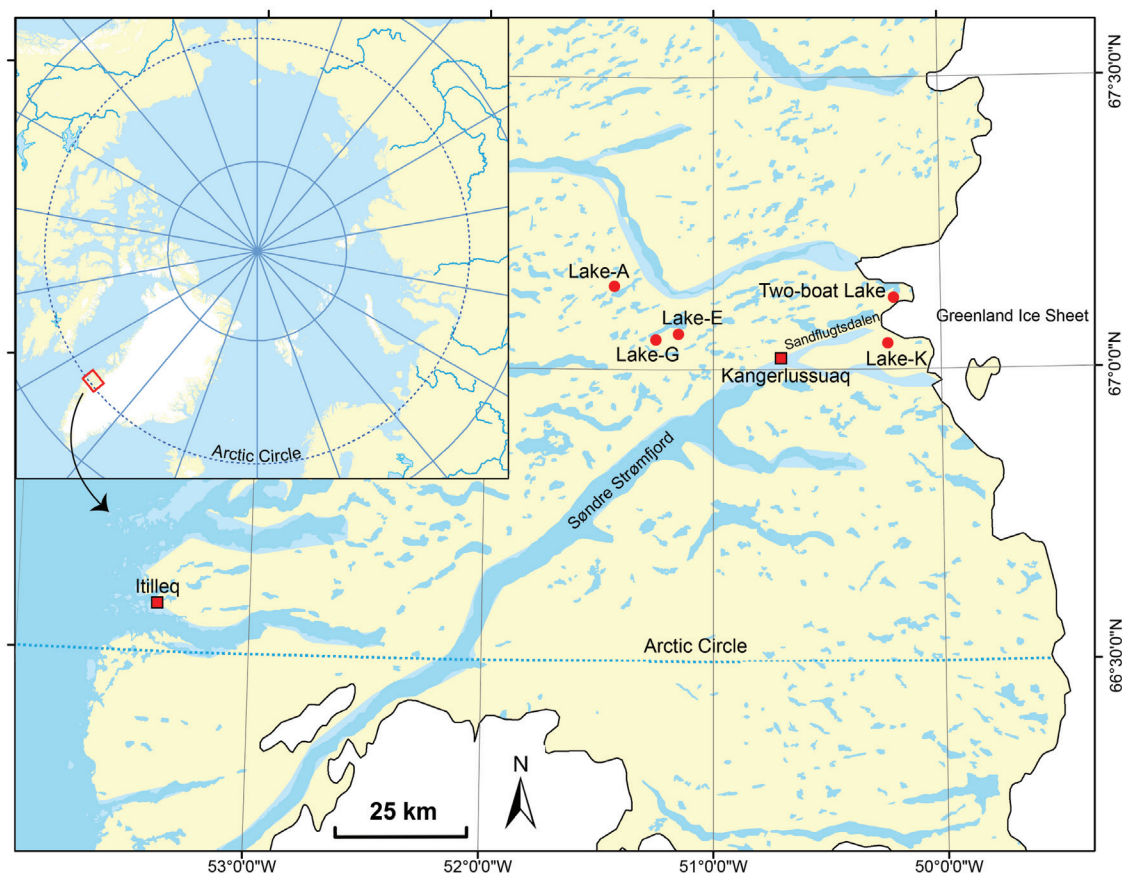 67°30'0"N
Lake-A
Two-boat Lake
Lake-E
Greenland Ice Sheet
Sandflugtsdalen
Lake-G
Lake-K
Kangerlussuaq
67°0'0"N
Arctic Circle
Søndre Strømfjord
Itilleq
Arctic Circle
66°30'0"N
N
25 km
53°0'0"W
52°0'0"W
51°0'0"W
50°0'0"W